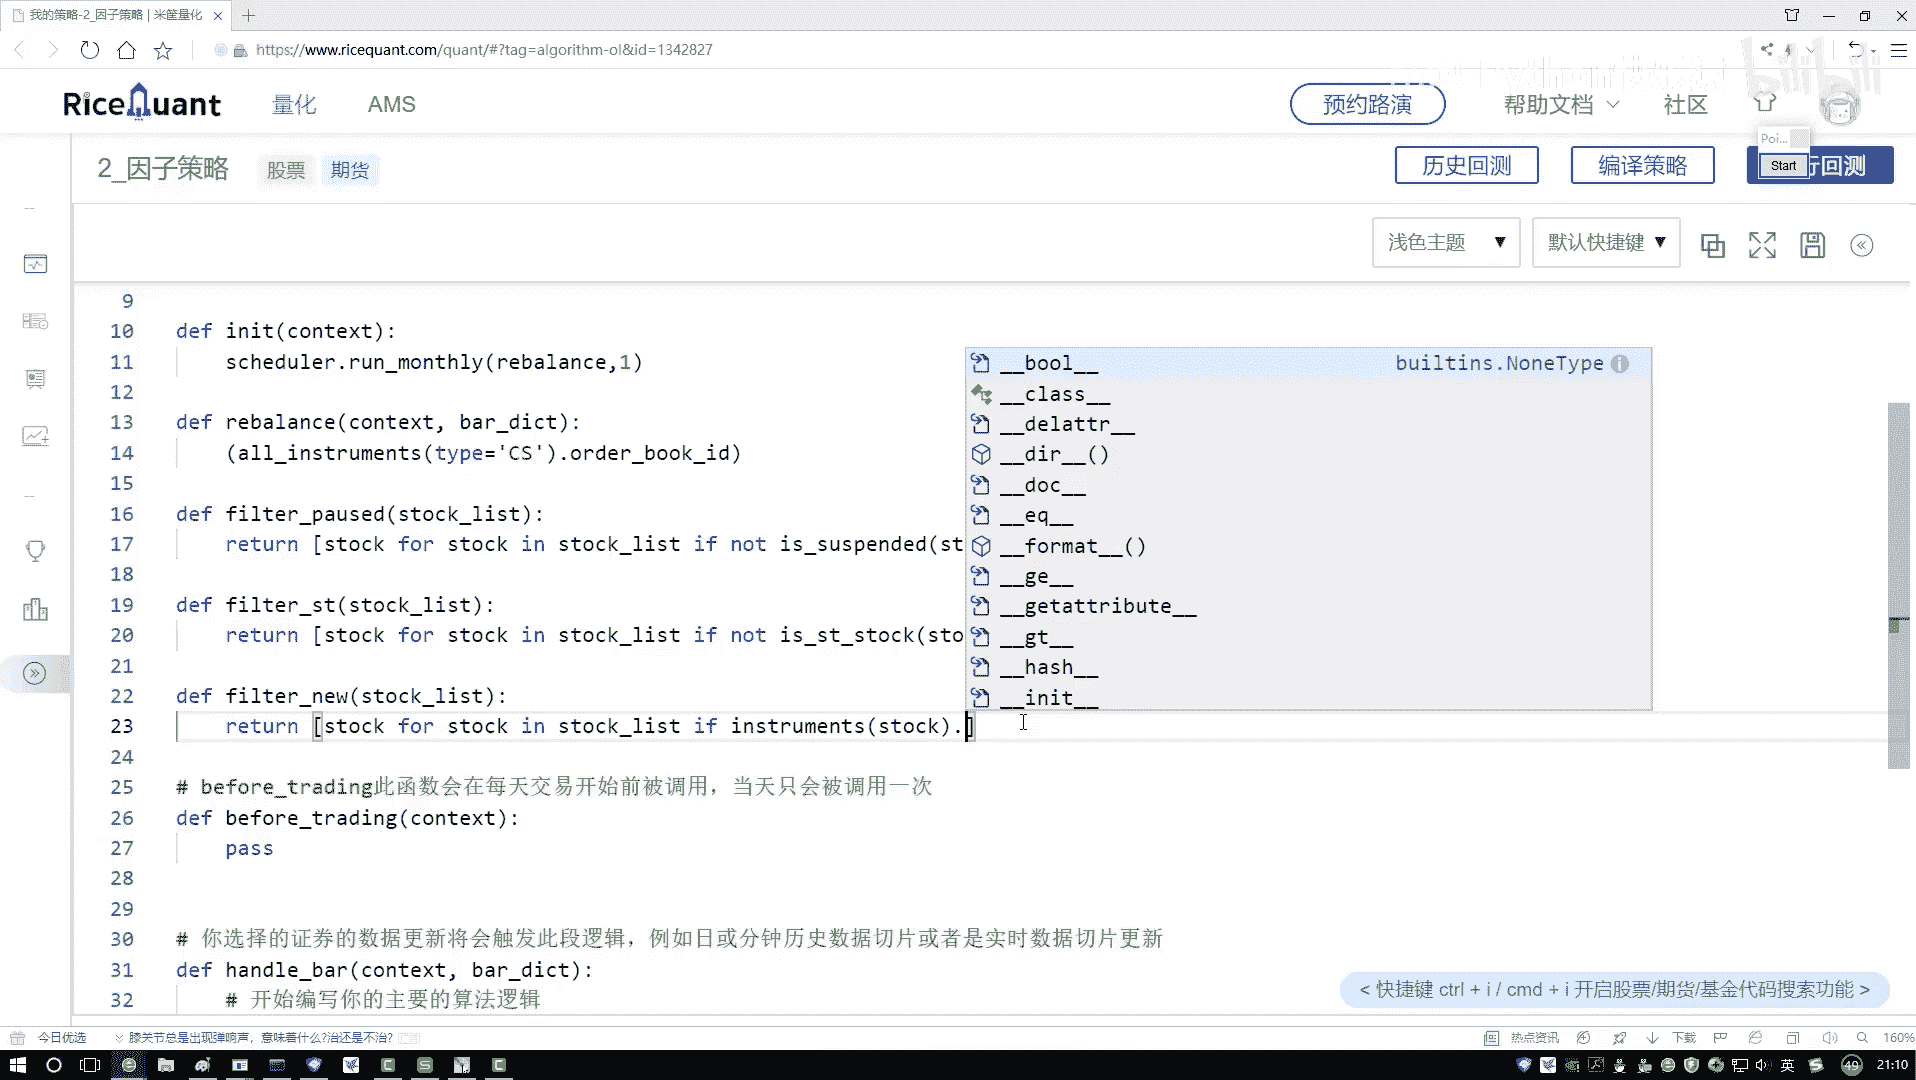 我的策略-2_因子策略 | 米筐量化
https://www.ricequant.com/quant/#?tag=algorithm-ol&id=1342827
bilibili
RiceQuant 量化 AMS 预约路演 帮助文档 社区
Poi...
2_因子策略 股票 期货 历史回测 编译策略 Start 回测
浅色主题 默认快捷键
9
10 def init(context):
11 scheduler.run_monthly(rebalance,1)
12
13 def rebalance(context, bar_dict):
14 (all_instruments(type='CS').order_book_id)
15
16 def filter_paused(stock_list):
17 return [stock for stock in stock_list if not is_suspended(st
18
19 def filter_st(stock_list):
20 return [stock for stock in stock_list if not is_st_stock(sto
21
22 def filter_new(stock_list):
23 return [stock for stock in stock_list if instruments(stock).]
24
25 # before_trading此函数会在每天交易开始前被调用，当天只会被调用一次
26 def before_trading(context):
27 pass
28
29
30 # 你选择的证券的数据更新将会触发此段逻辑，例如日或分钟历史数据切片或者是实时数据切片更新
31 def handle_bar(context, bar_dict):
32 # 开始编写你的主要的算法逻辑
__bool__ builtins.NoneType
__class__
__delattr__
__dir__()
__doc__
__eq__
__format__()
__ge__
__getattribute__
__gt__
__hash__
__init__
< 快捷键 ctrl + i / cmd + i 开启股票/期货/基金代码搜索功能 >
今日优选 膝关节总是出现弹响声，意味着什么?治还是不治? 热点资讯 下载 160%
英 49 21:10